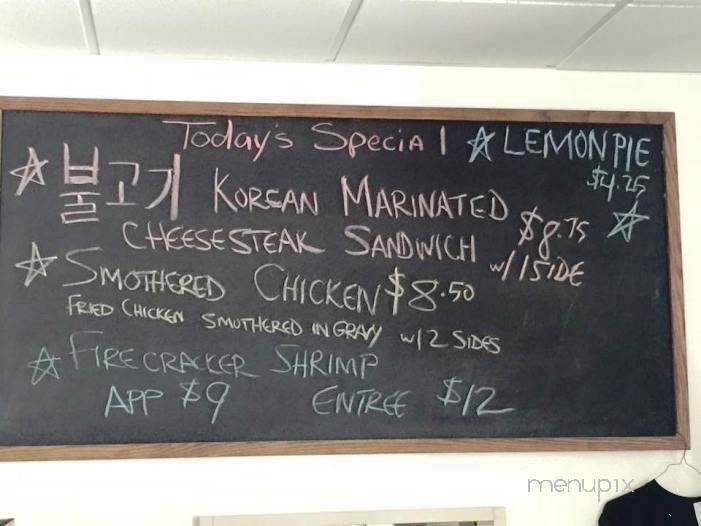 Today's Special
LEMON PIE
$4.25
불고기 KOREAN MARINATED
CHEESESTEAK SANDWICH
$8.75
w/ 1 SIDE
SMOTHERED CHICKEN $8.50
FRIED CHICKEN SMOTHERED IN GRAVY w/ 2 SIDES
FIRECRACKER SHRIMP
APP $9 ENTREE $12
menupix